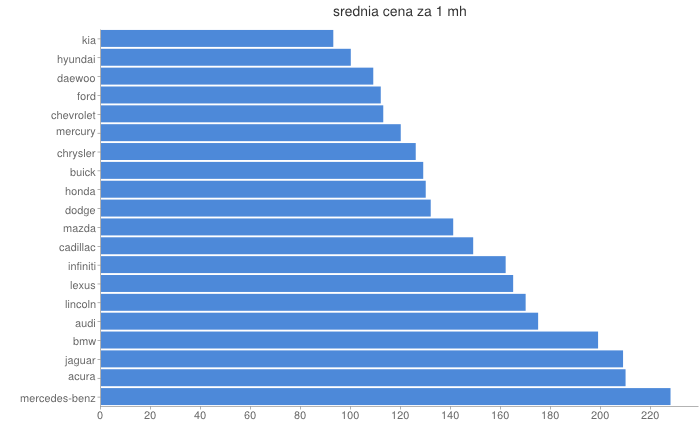 srednia cena za 1 mh
kia
hyundai
daewoo
ford
chevrolet
mercury
chrysler
buick
honda
dodge
mazda
cadillac
infiniti
lexus
lincoln
audi
bmw
jaguar
acura
mercedes-benz
0 20 40 60 80 100 120 140 160 180 200 220